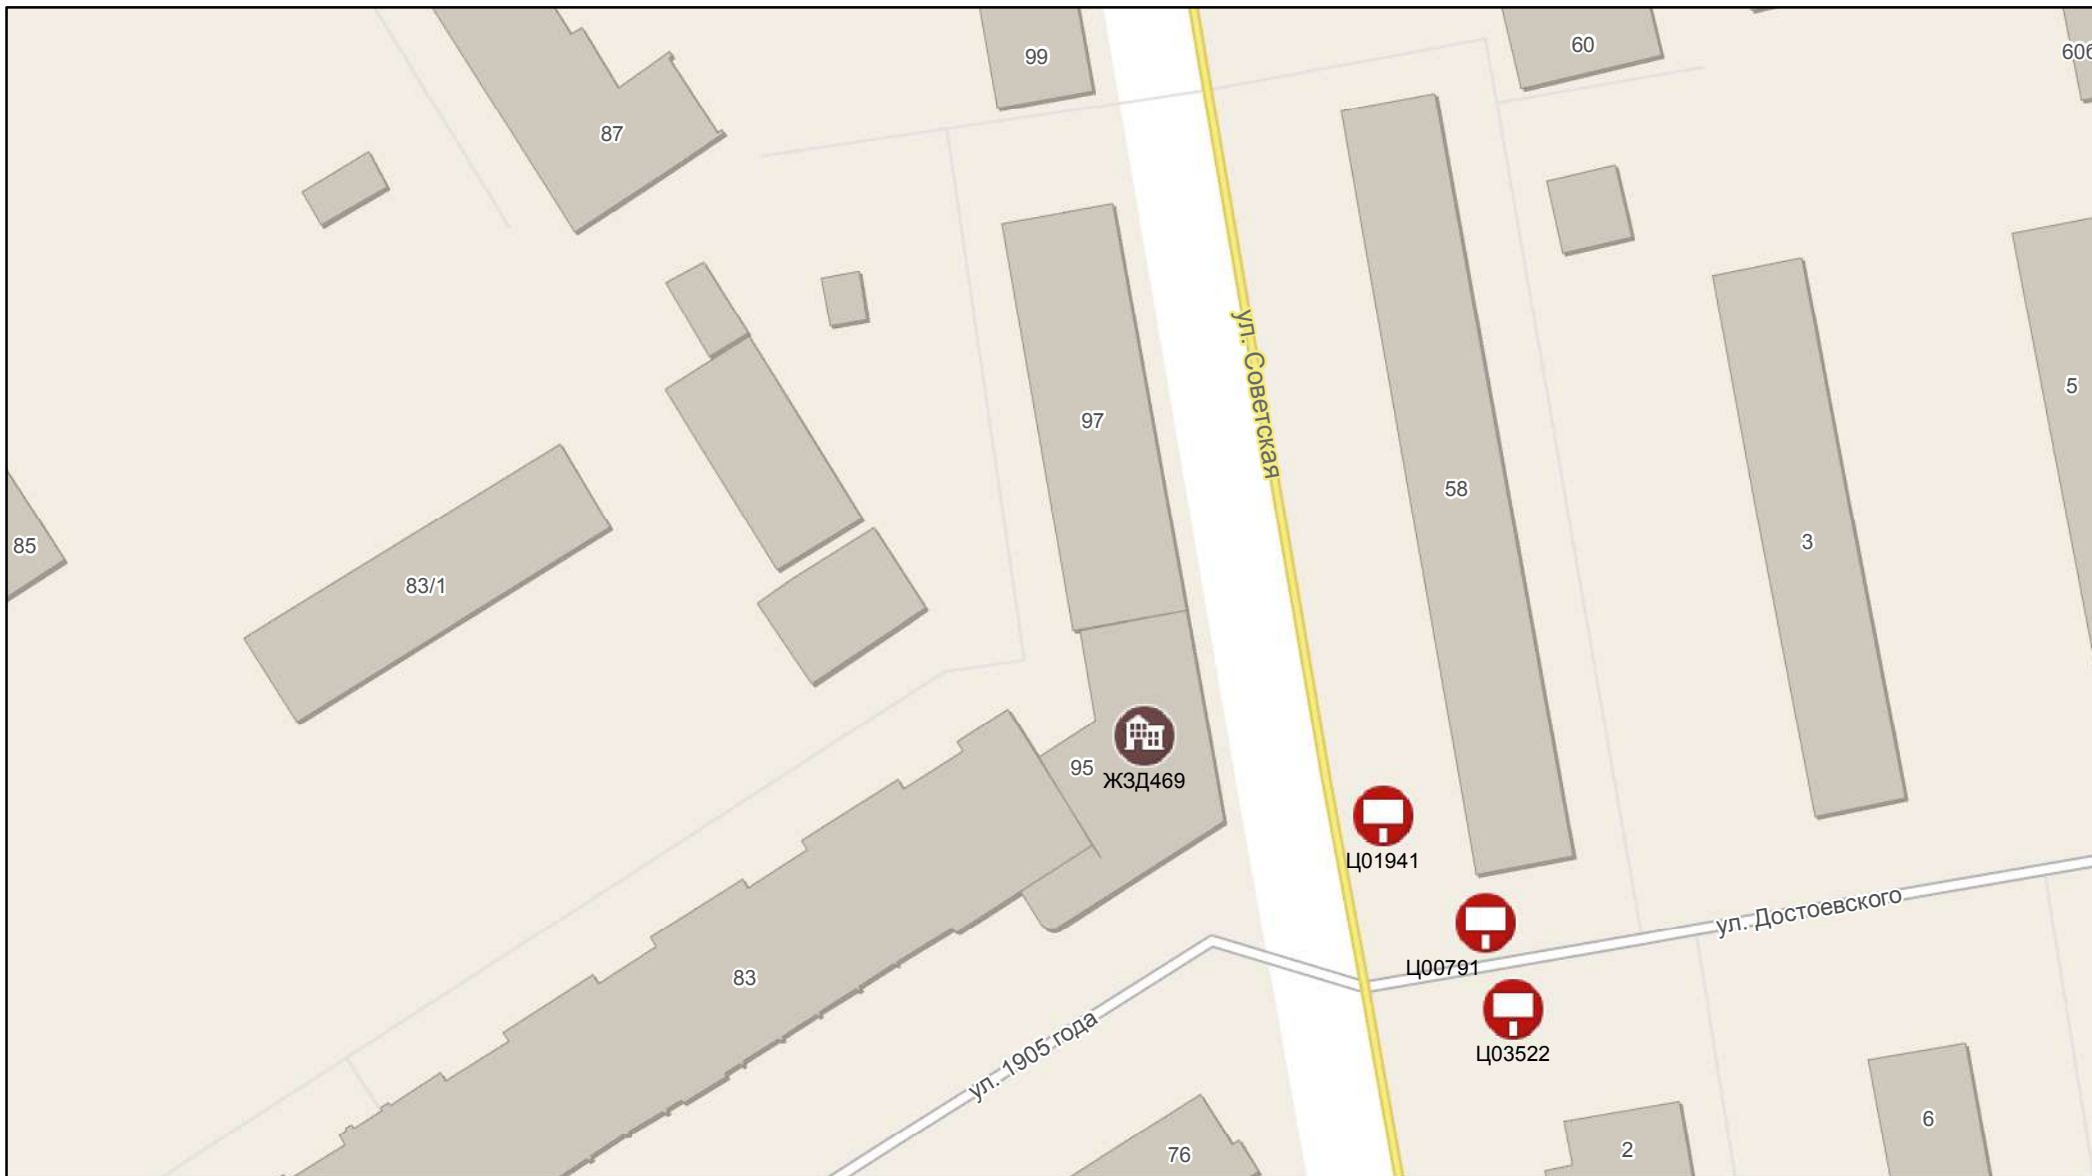 99
60
606
87
ул. Советская
97
58
5
3
85
83/1
95
ЖЗД469
Ц01941
ул. Достоевского
Ц00791
83
ул. 1905 года
Ц03522
76
2
6